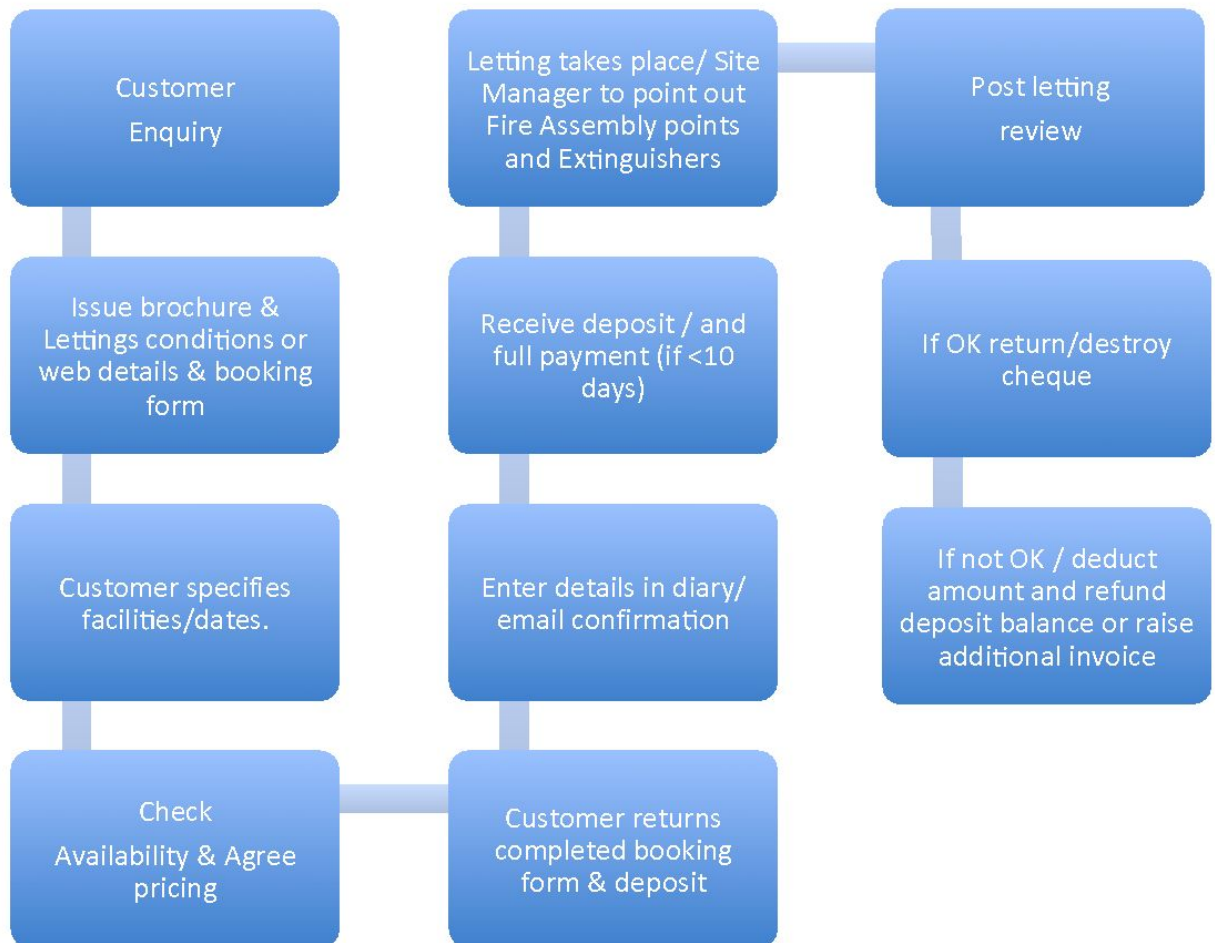 Customer
Enquiry
Issue brochure &
Lettings conditions or
web details & booking
form
Customer specifies
facilities/dates.
Check
Availability & Agree
pricing
Customer returns
completed booking
form & deposit
Enter details in diary/
email confirmation
Receive deposit / and
full payment (if <10
days)
Letting takes place/ Site
Manager to point out
Fire Assembly points
and Extinguishers
Post letting
review
If OK return/destroy
cheque
If not OK / deduct
amount and refund
deposit balance or raise
additional invoice